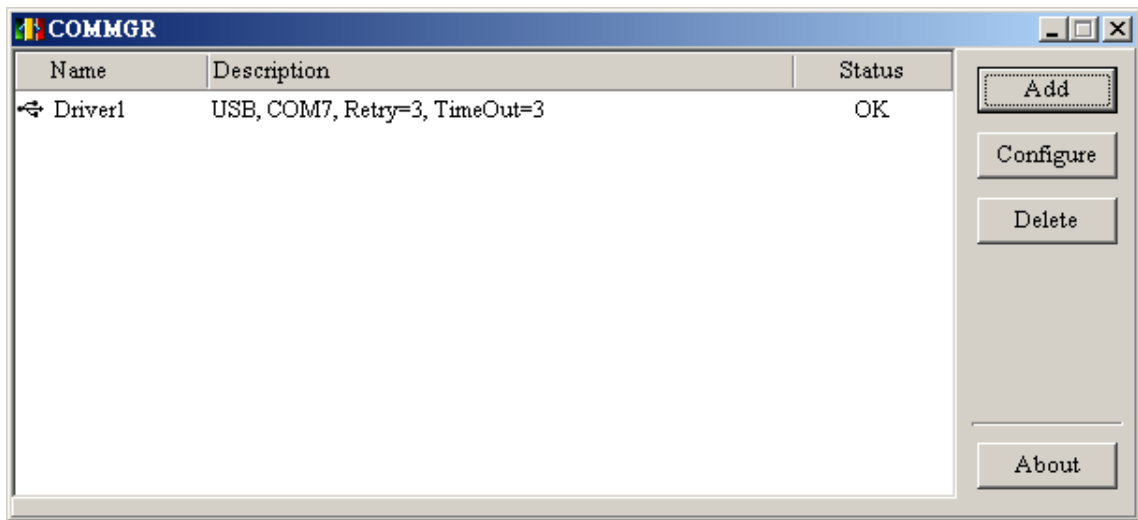 COMMGR
Name Description Status
Driver1 USB, COM7, Retry=3, TimeOut=3 OK
Add
Configure
Delete
About